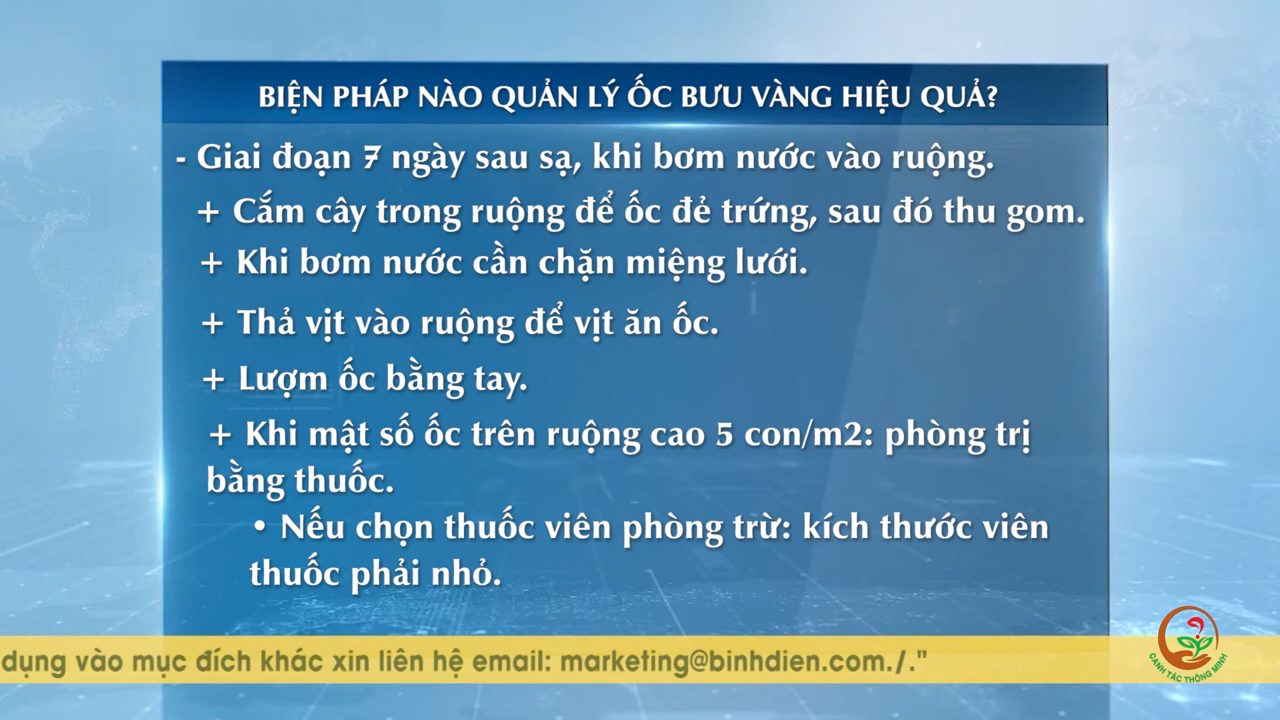 BIỆN PHÁP NÀO QUẢN LÝ ỐC BƯU VÀNG HIỆU QUẢ?
- Giai đoạn 7 ngày sau sạ, khi bơm nước vào ruộng.
+ Cắm cây trong ruộng để ốc đẻ trứng, sau đó thu gom.
+ Khi bơm nước cần chặn miệng lưới.
+ Thả vịt vào ruộng để vịt ăn ốc.
+ Lượm ốc bằng tay.
+ Khi mật số ốc trên ruộng cao 5 con/m2: phòng trị
bằng thuốc.
• Nếu chọn thuốc viên phòng trừ: kích thước viên
thuốc phải nhỏ.
dụng vào mục đích khác xin liên hệ email: marketing@binhdien.com./."
CANH TÁC THÔNG MINH